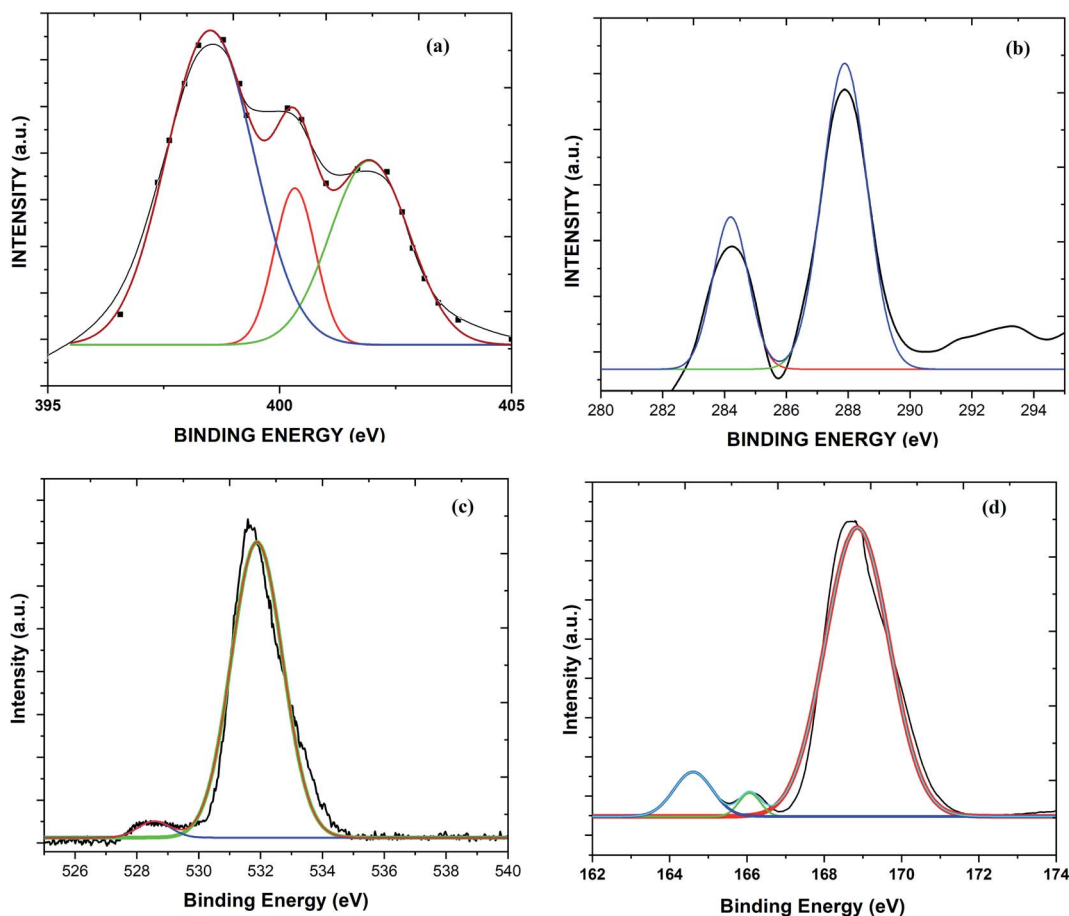 (a)
INTENSITY (a.u.)
395 400 405
BINDING ENERGY (eV)
(b)
INTENSITY (a.u.)
280 282 284 286 288 290 292 294
BINDING ENERGY (eV)
(c)
Intensity (a.u.)
526 528 530 532 534 536 538 540
Binding Energy (eV)
(d)
Intensity (a.u.)
162 164 166 168 170 172 174
Binding Energy (eV)